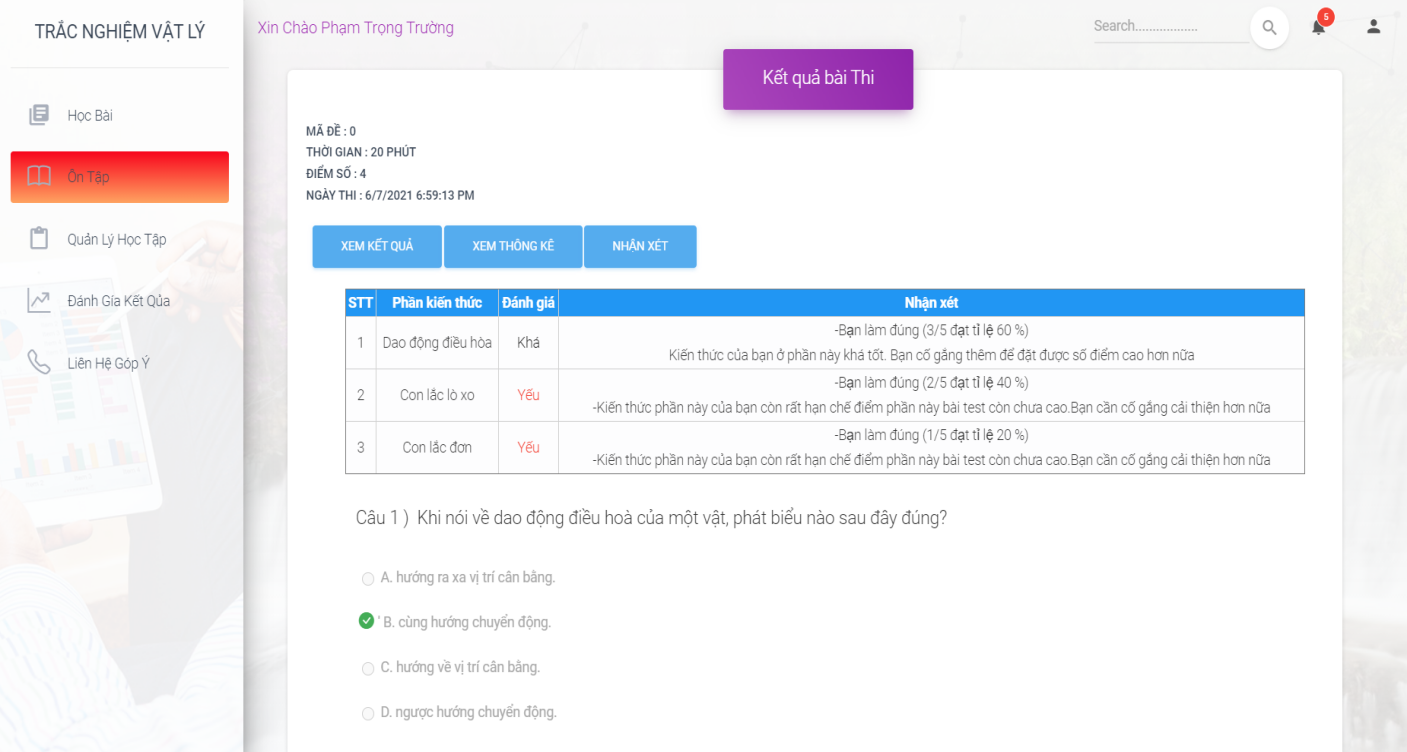 TRẮC NGHIỆM VẬT LÝ
Xin Chào Phạm Trọng Trường
Search..................
5
Học Bài
Ôn Tập
Quản Lý Học Tập
Đánh Gía Kết Qủa
Liên Hệ Góp Ý
Kết quả bài Thi
MÃ ĐỀ : 0
THỜI GIAN : 20 PHÚT
ĐIỂM SỐ : 4
NGÀY THI : 6/7/2021 6:59:13 PM
XEM KẾT QUẢ XEM THỐNG KÊ NHẬN XÉT
STT Phần kiến thức Đánh giá Nhận xét
1 Dao động điều hòa Khá -Bạn làm đúng (3/5 đạt tỉ lệ 60 %)
Kiến thức của bạn ở phần này khá tốt. Bạn cố gắng thêm để đặt được số điểm cao hơn nữa
2 Con lắc lò xo Yếu -Bạn làm đúng (2/5 đạt tỉ lệ 40 %)
-Kiến thức phần này của bạn còn rất hạn chế điểm phần này bài test còn chưa cao.Bạn cần cố gắng cải thiện hơn nữa
3 Con lắc đơn Yếu -Bạn làm đúng (1/5 đạt tỉ lệ 20 %)
-Kiến thức phần này của bạn còn rất hạn chế điểm phần này bài test còn chưa cao.Bạn cần cố gắng cải thiện hơn nữa
Câu 1 ) Khi nói về dao động điều hoà của một vật, phát biểu nào sau đây đúng?
A. hướng ra xa vị trí cân bằng.
' B. cùng hướng chuyển động.
C. hướng về vị trí cân bằng.
D. ngược hướng chuyển động.